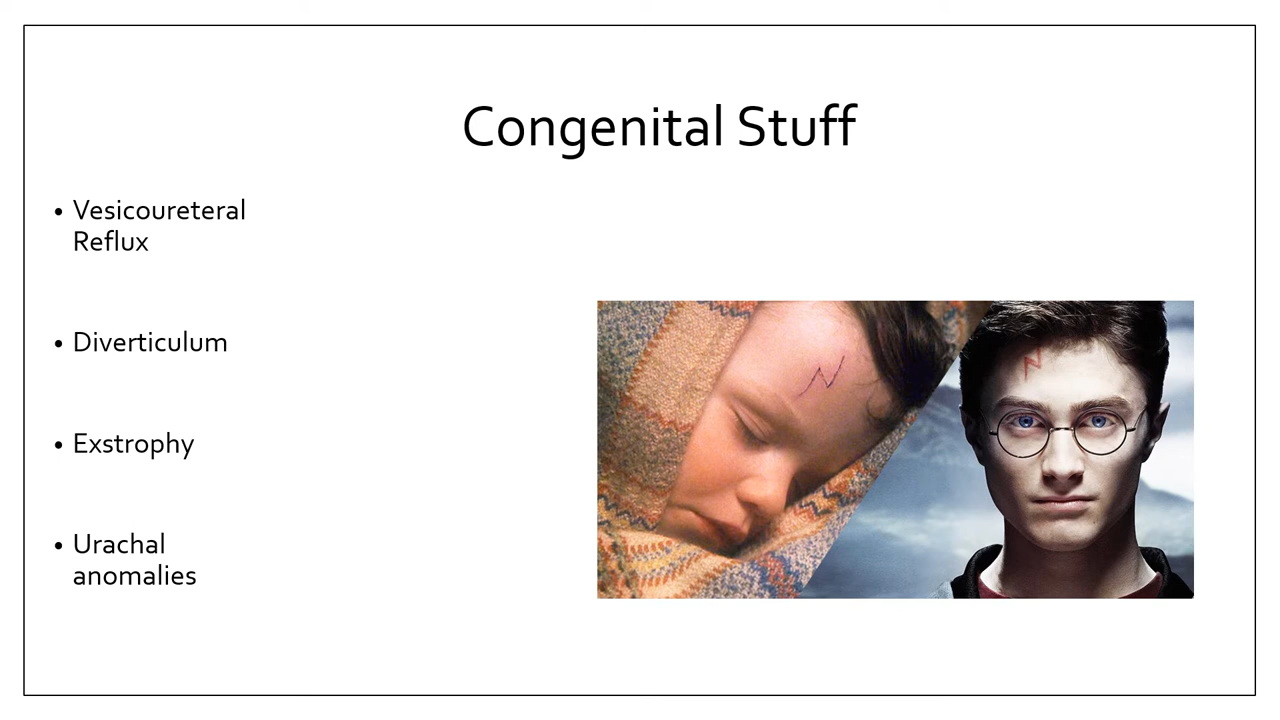 Congenital Stuff
• Vesicoureteral
Reflux
• Diverticulum
• Exstrophy
• Urachal
anomalies